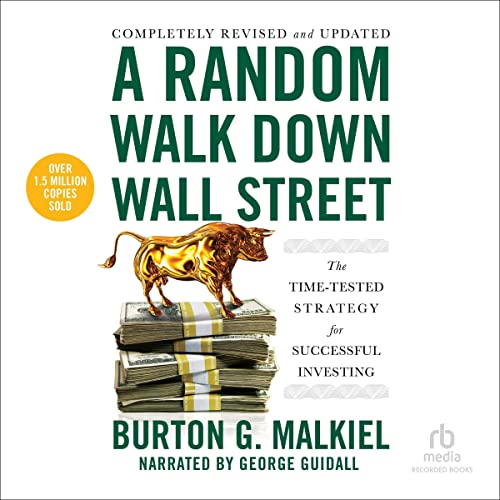 COMPLETELY REVISED and UPDATED
A RANDOM
WALK DOWN
WALL STREET
OVER
1.5 MILLION
COPIES
SOLD
The
TIME-TESTED
STRATEGY
for
SUCCESSFUL
INVESTING
BURTON G. MALKIEL
NARRATED BY GEORGE GUIDALL
rb
media
RECORDED BOOKS